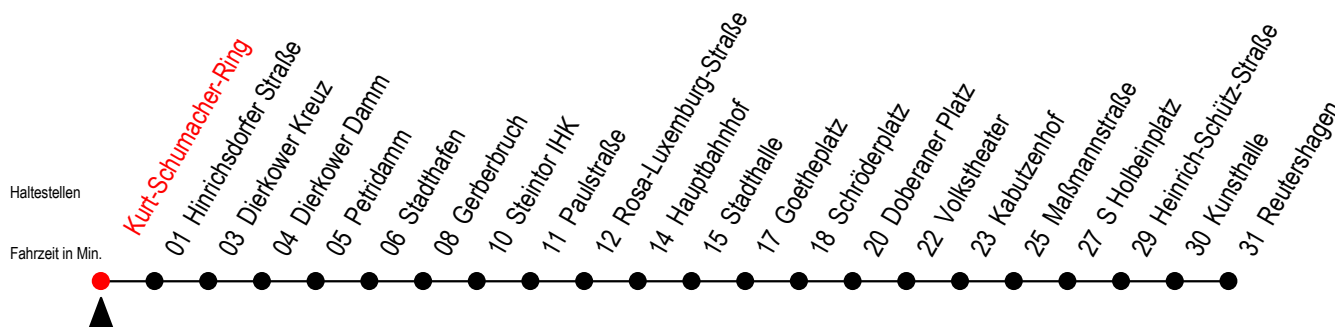 Haltestellen
Fahrzeit in Min.
Kurt-Schumacher-Ring
01 Hinrichsdorfer Straße
03 Dierkower Kreuz
04 Dierkower Damm
05 Petridamm
06 Stadthafen
08 Gerberbruch
10 Steintor IHK
11 Paulstraße
12 Rosa-Luxemburg-Straße
14 Hauptbahnhof
15 Stadthalle
17 Goetheplatz
18 Schröderplatz
20 Doberaner Platz
22 Volkstheater
23 Kabutzenhof
25 Maßmannstraße
27 S Holbeinplatz
29 Heinrich-Schütz-Straße
30 Kunsthalle
31 Reutershagen